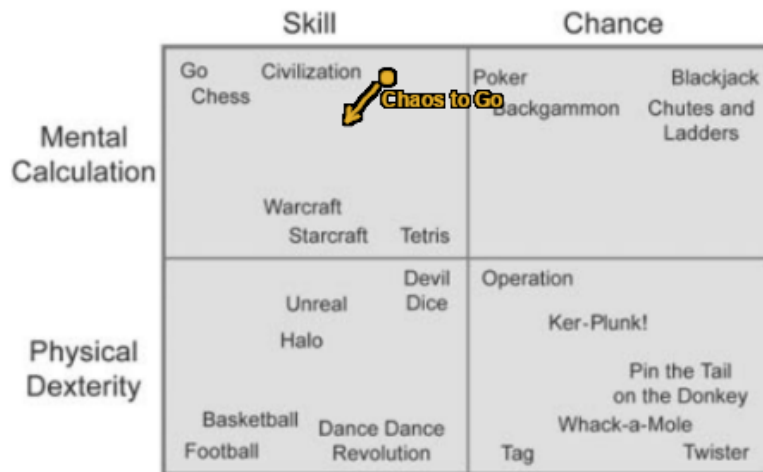 Skill Chance
Go Civilization
Chess
Poker Blackjack
Chaos to Go
Backgammon Chutes and
Ladders
Mental
Calculation
Warcraft
Starcraft Tetris
Devil
Dice
Operation
Unreal
Ker-Plunk!
Halo
Physical
Dexterity
Pin the Tail
on the Donkey
Basketball
Dance Dance
Revolution
Whack-a-Mole
Football
Tag Twister